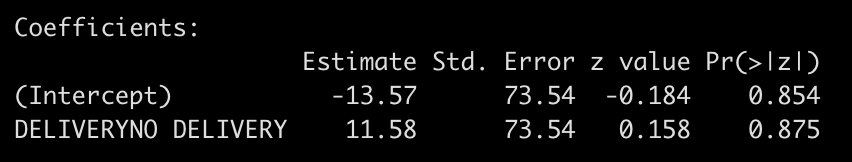 Coefficients:
Estimate Std. Error z value Pr(>|z|)
(Intercept) -13.57 73.54 -0.184 0.854
DELIVERYNO DELIVERY 11.58 73.54 0.158 0.875